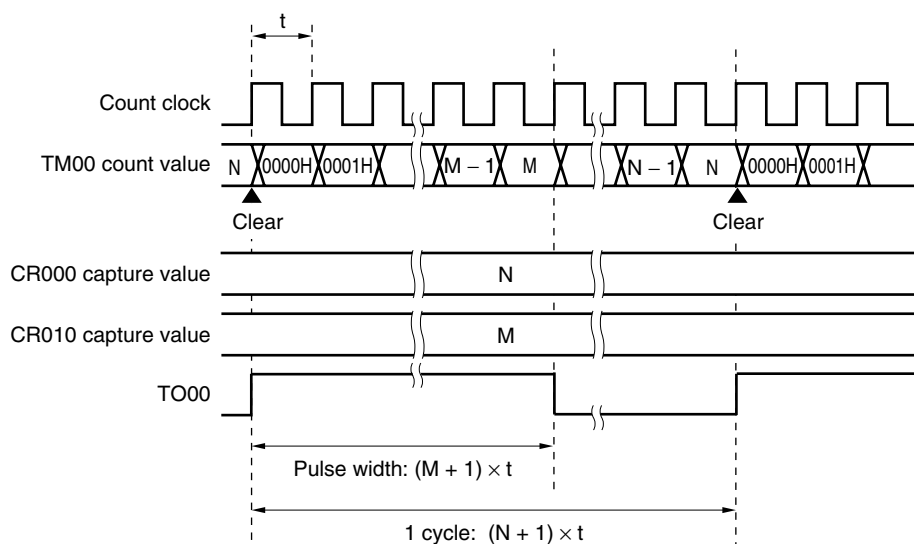 t
Count clock
TM00 count value N 0000H 0001H M – 1 M N – 1 N 0000H 0001H
Clear Clear
CR000 capture value N
CR010 capture value M
TO00
Pulse width: (M + 1) × t
1 cycle: (N + 1) × t